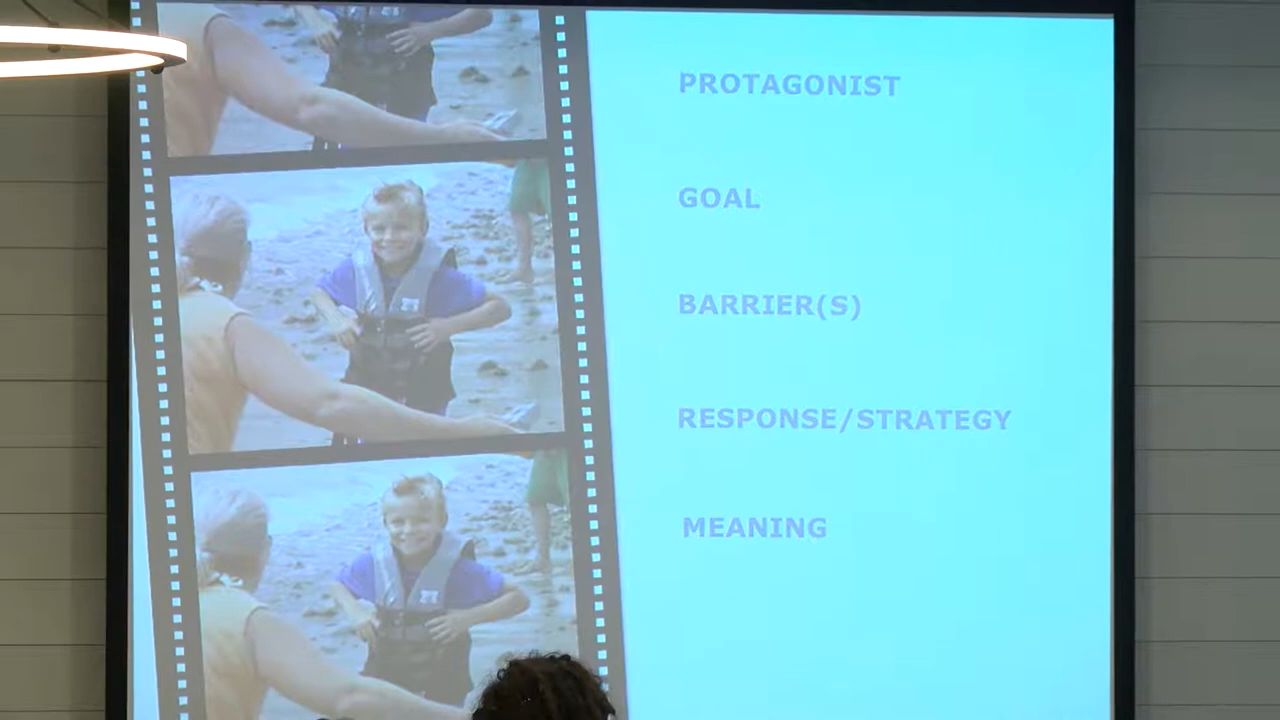 PROTAGONIST
GOAL
BARRIER(S)
RESPONSE/STRATEGY
MEANING